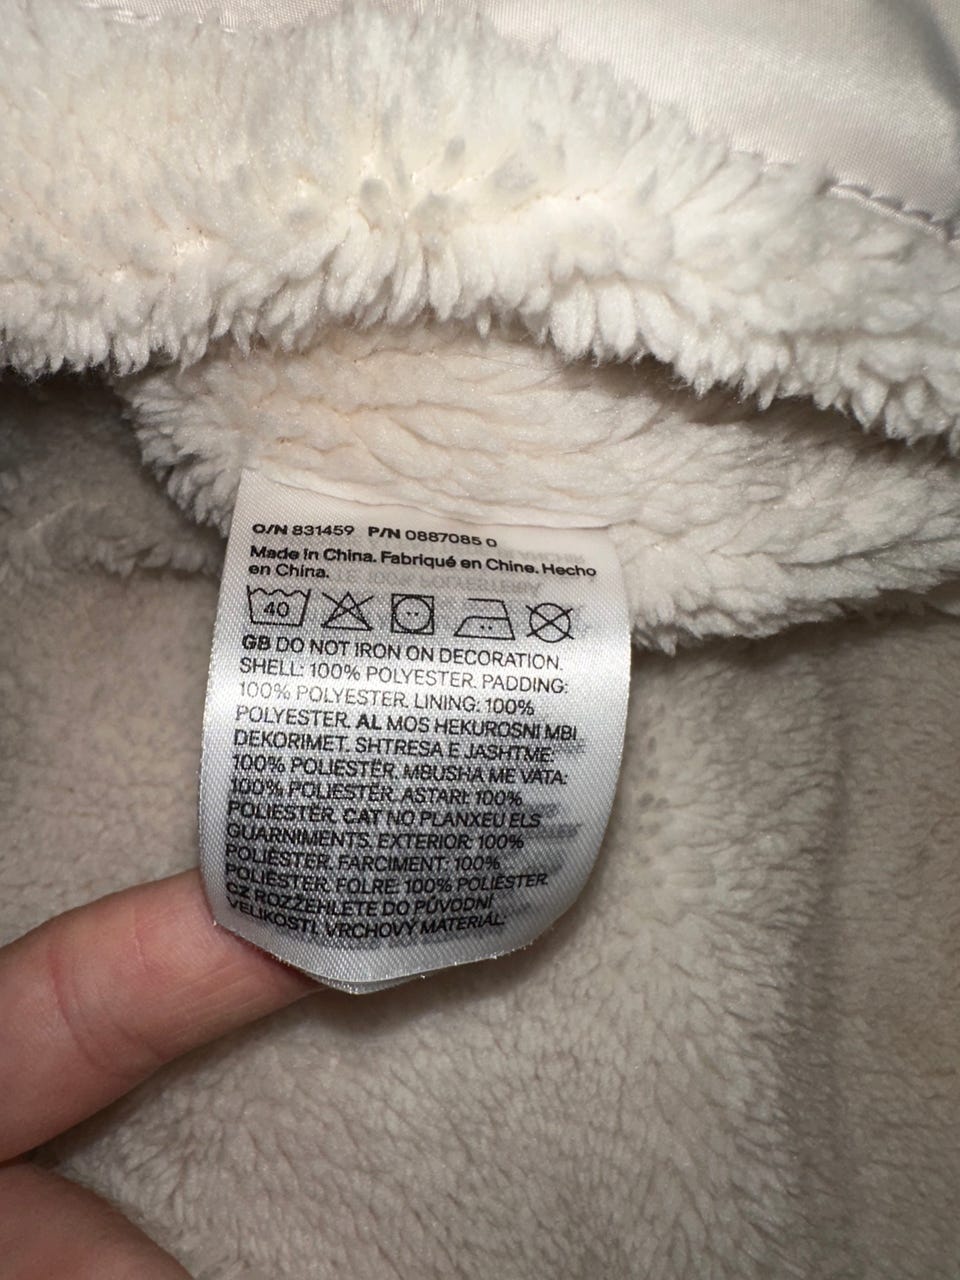 O/N 831459 P/N 0887085 0
Made in China. Fabriqué en Chine. Hecho
en China.
40
GB DO NOT IRON ON DECORATION.
SHELL: 100% POLYESTER. PADDING:
100% POLYESTER. LINING: 100%
POLYESTER. AL MOS HEKUROSNI MBI
DEKORIMET. SHTRESA E JASHTME:
100% POLIESTËR. MBUSHA ME VATA:
100% POLIESTER. ASTARI: 100%
POLIESTËR. CAT NO PLANXEU ELS
GUARNIMENTS. EXTERIOR: 100%
POLIÈSTER. FARCIMENT: 100%
POLIÈSTER. FOLRE: 100% POLIÈSTER.
CZ ROZŽEHLETE DO PŮVODNÍ
VELIKOSTI. VRCHOVÝ MATERIÁL: